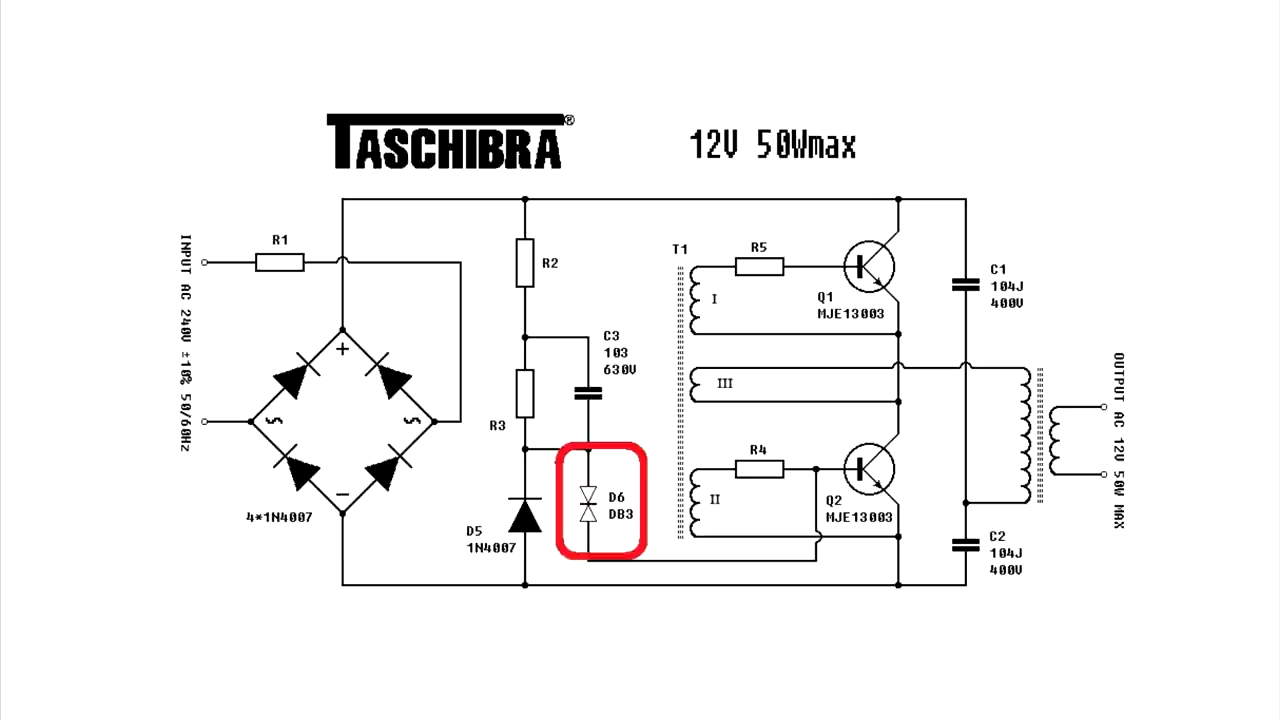 TASCHIBRA®
12V 50Wmax
INPUT AC 240V ±10% 50/60Hz
R1
4*1N4007
+
−
R2
R3
C3
103
630V
D5
1N4007
D6
DB3
T1
I
III
II
R5
Q1
MJE13003
R4
Q2
MJE13003
C1
104J
400V
C2
104J
400V
OUTPUT AC 12V 50W MAX